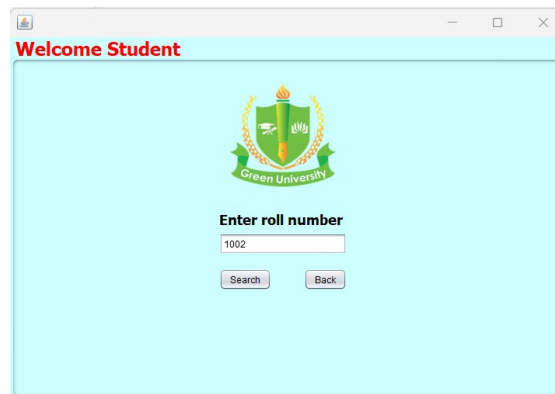 Welcome Student
Green University
Enter roll number
1002
Search Back